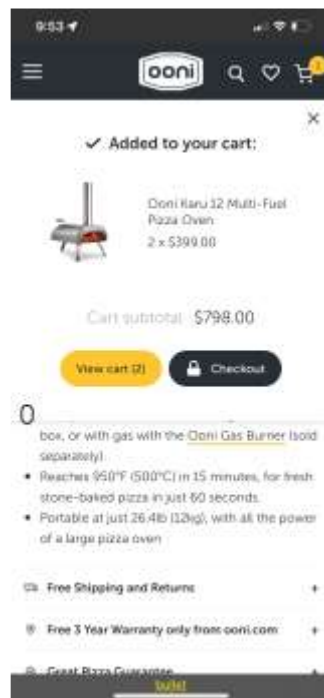 9:53
ooni
Added to your cart:
Ooni Karu 12 Multi-Fuel
Pizza Oven
2 x $399.00
Cart subtotal $798.00
View cart (2)
Checkout
0
box, or with gas with the Ooni Gas Burner (sold
separately)
Reaches 950°F (500°C) in 15 minutes, for fresh
stone-baked pizza in just 60 seconds.
Portable at just 26.4lb (12kg), with all the power
of a large pizza oven
Free Shipping and Returns +
Free 3 Year Warranty only from ooni.com +
Great Pizza Guarantee +